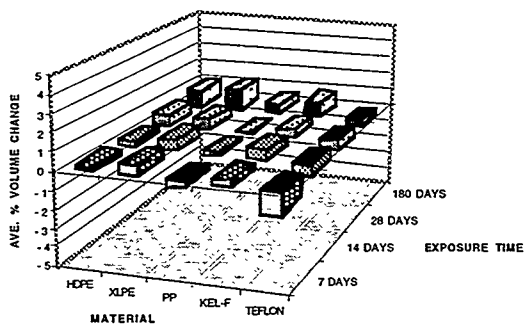 5
4
3
2
1
0
-1
-2
-3
-4
-5
AVE. % VOLUME CHANGE
HDPE
XLPE
PP
KEL-F
TEFLON
MATERIAL
7 DAYS
14 DAYS
28 DAYS
180 DAYS
EXPOSURE TIME